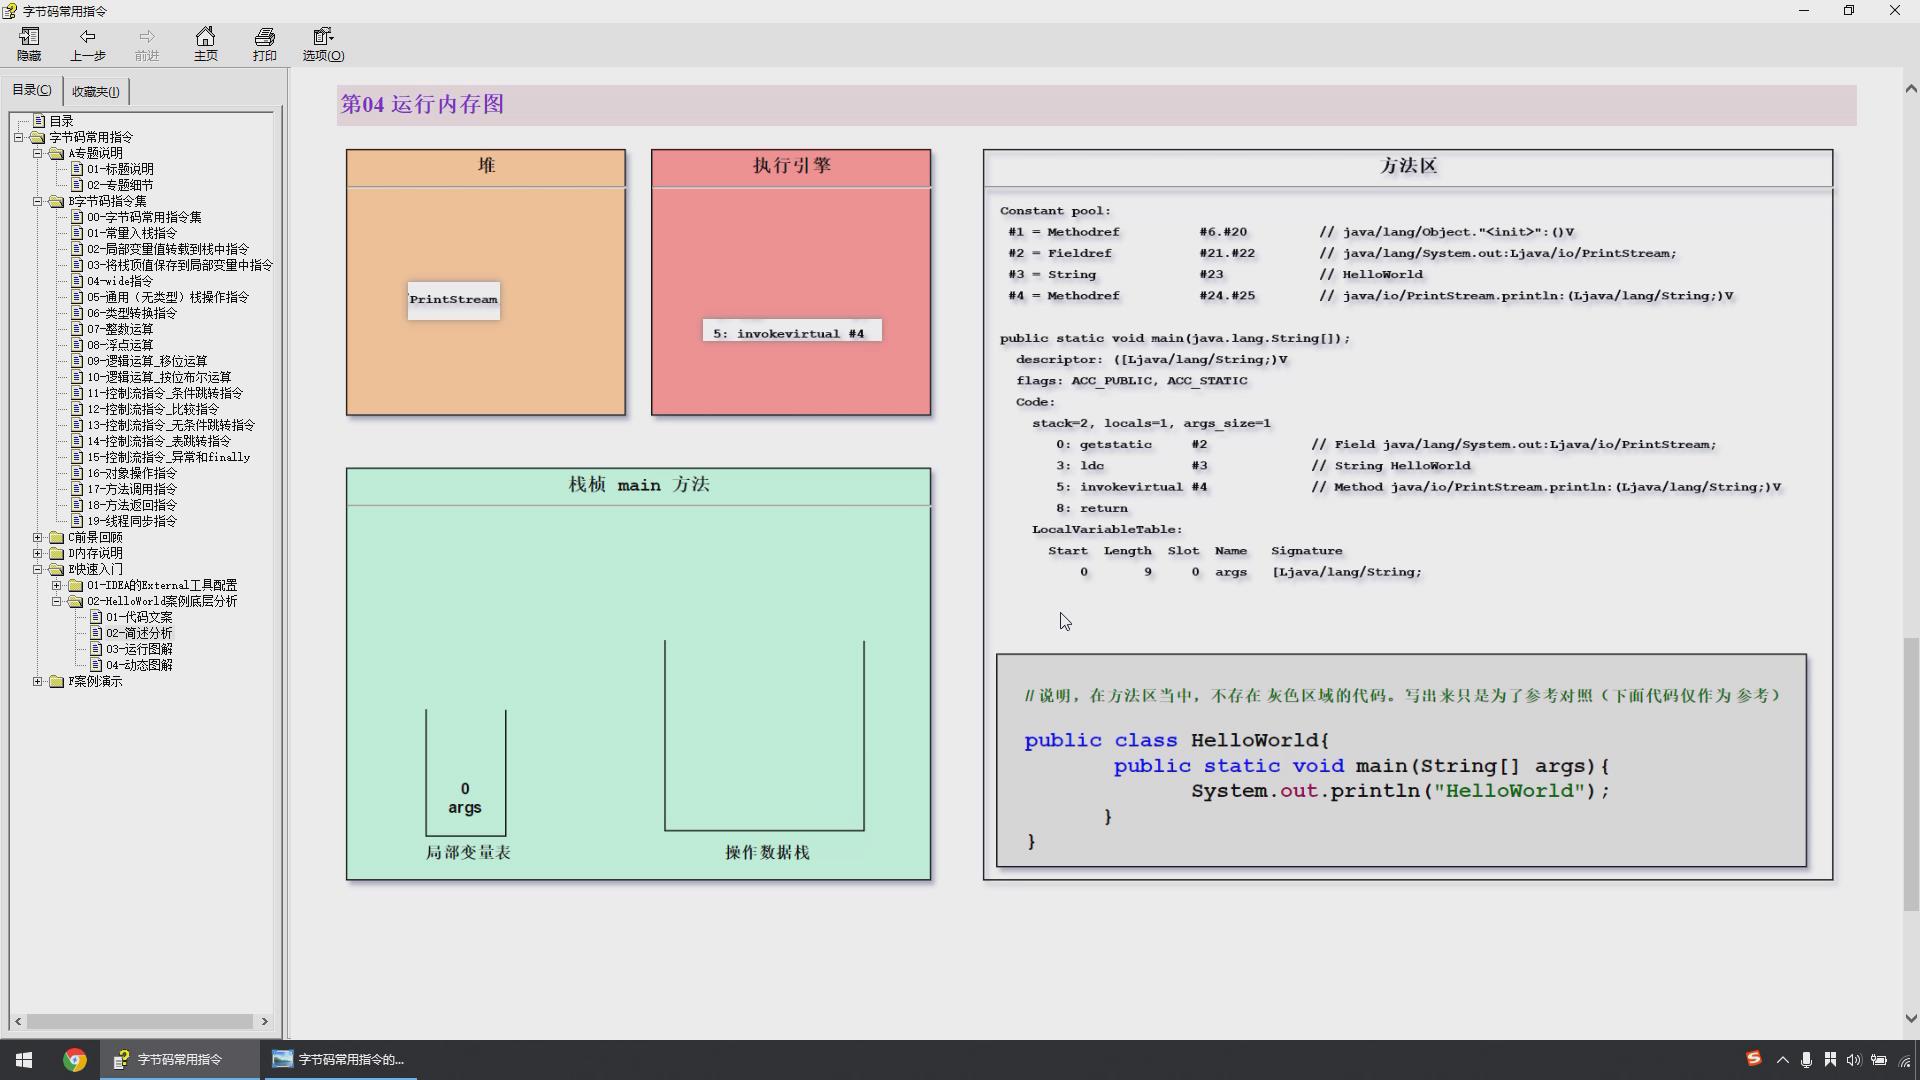 字节码常用指令
隐藏
上一步
前进
主页
打印
选项(O)
目录(C)
收藏夹(I)
目录
字节码常用指令
A专题说明
01-标题说明
02-专题细节
B字节码指令集
00-字节码常用指令集
01-常量入栈指令
02-局部变量值转载到栈中指令
03-将栈顶值保存到局部变量中指令
04-wide指令
05-通用（无类型）栈操作指令
06-类型转换指令
07-整数运算
08-浮点运算
09-逻辑运算_移位运算
10-逻辑运算_按位布尔运算
11-控制流指令_条件跳转指令
12-控制流指令_比较指令
13-控制流指令_无条件跳转指令
14-控制流指令_表跳转指令
15-控制流指令_异常和finally
16-对象操作指令
17-方法调用指令
18-方法返回指令
19-线程同步指令
C前景回顾
D内存说明
E快速入门
01-IDEA的External工具配置
02-HelloWorld案例底层分析
01-代码文案
02-简述分析
03-运行图解
04-动态图解
F案例演示
第04 运行内存图
堆
PrintStream
执行引擎
5: invokevirtual #4
栈桢 main 方法
0
args
局部变量表
操作数据栈
方法区
Constant pool:
#1 = Methodref #6.#20 // java/lang/Object."<init>":()V
#2 = Fieldref #21.#22 // java/lang/System.out:Ljava/io/PrintStream;
#3 = String #23 // HelloWorld
#4 = Methodref #24.#25 // java/io/PrintStream.println:(Ljava/lang/String;)V
public static void main(java.lang.String[]);
descriptor: ([Ljava/lang/String;)V
flags: ACC_PUBLIC, ACC_STATIC
Code:
stack=2, locals=1, args_size=1
0: getstatic #2 // Field java/lang/System.out:Ljava/io/PrintStream;
3: ldc #3 // String HelloWorld
5: invokevirtual #4 // Method java/io/PrintStream.println:(Ljava/lang/String;)V
8: return
LocalVariableTable:
Start Length Slot Name Signature
0 9 0 args [Ljava/lang/String;
// 说明，在方法区当中，不存在 灰色区域的代码。写出来只是为了参考对照（下面代码仅作为 参考）
public class HelloWorld{
public static void main(String[] args){
System.out.println("HelloWorld");
}
}
字节码常用指令
字节码常用指令的...